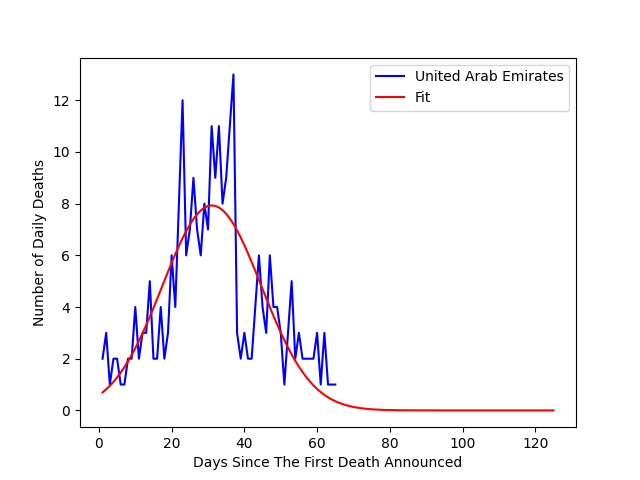 United Arab Emirates
Fit
Number of Daily Deaths
12
10
8
6
4
2
0
0 20 40 60 80 100 120
Days Since The First Death Announced